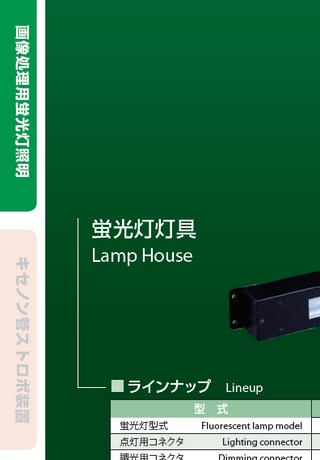 画像処理用蛍光灯照明
キセノン管ストロボ装置
蛍光灯灯具
Lamp House
ラインナップ Lineup
型式
蛍光灯型式 Fluorescent lamp model
点灯用コネクタ Lighting connector
調光用コネクタ Dimming connector